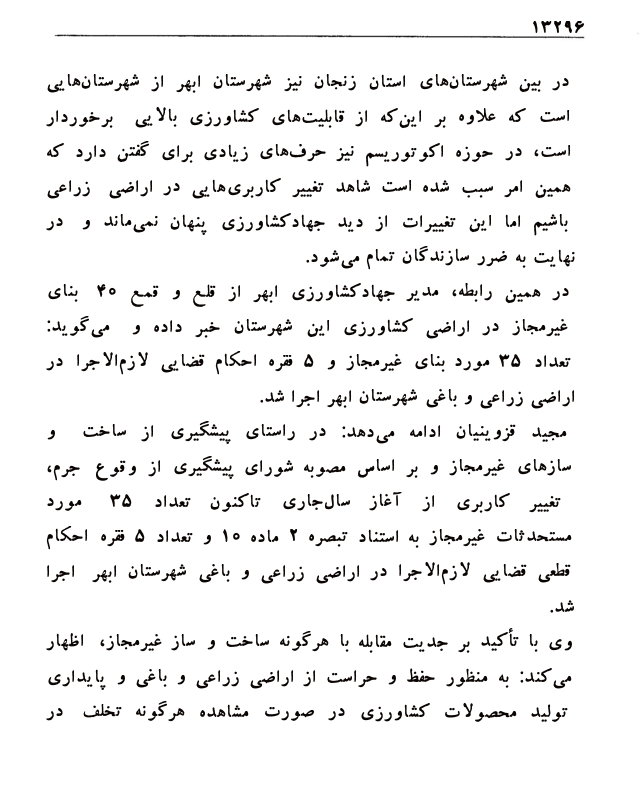 ۱۳۲۹۶
در بین شهرستان‌های استان زنجان نیز شهرستان ابهر از شهرستان‌هایی
است که علاوه بر این‌که از قابلیت‌های کشاورزی بالایی برخوردار
است، در حوزه اکوتوریسم نیز حرف‌های زیادی برای گفتن دارد که
همین امر سبب شده است شاهد تغییر کاربری‌هایی در اراضی زراعی
باشیم اما این تغییرات از دید جهادکشاورزی پنهان نمی‌ماند و در
نهایت به ضرر سازندگان تمام می‌شود.
در همین رابطه، مدیر جهادکشاورزی ابهر از قلع و قمع ۴۰ بنای
غیرمجاز در اراضی کشاورزی این شهرستان خبر داده و می‌گوید:
تعداد ۳۵ مورد بنای غیرمجاز و ۵ فقره احکام قضایی لازم‌الاجرا در
اراضی زراعی و باغی شهرستان ابهر اجرا شد.
مجید قزوینیان ادامه می‌دهد: در راستای پیشگیری از ساخت و
سازهای غیرمجاز و بر اساس مصوبه شورای پیشگیری از وقوع جرم،
تغییر کاربری از آغاز سال‌جاری تاکنون تعداد ۳۵ مورد
مستحدثات غیرمجاز به استناد تبصره ۲ ماده ۱۰ و تعداد ۵ فقره احکام
قطعی قضایی لازم‌الاجرا در اراضی زراعی و باغی شهرستان ابهر اجرا
شد.
وی با تأکید بر جدیت مقابله با هرگونه ساخت و ساز غیرمجاز، اظهار
می‌کند: به منظور حفظ و حراست از اراضی زراعی و باغی و پایداری
تولید محصولات کشاورزی در صورت مشاهده هرگونه تخلف در